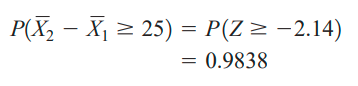 P(X̄₂ − X̄₁ ≥ 25) = P(Z ≥ −2.14)
= 0.9838